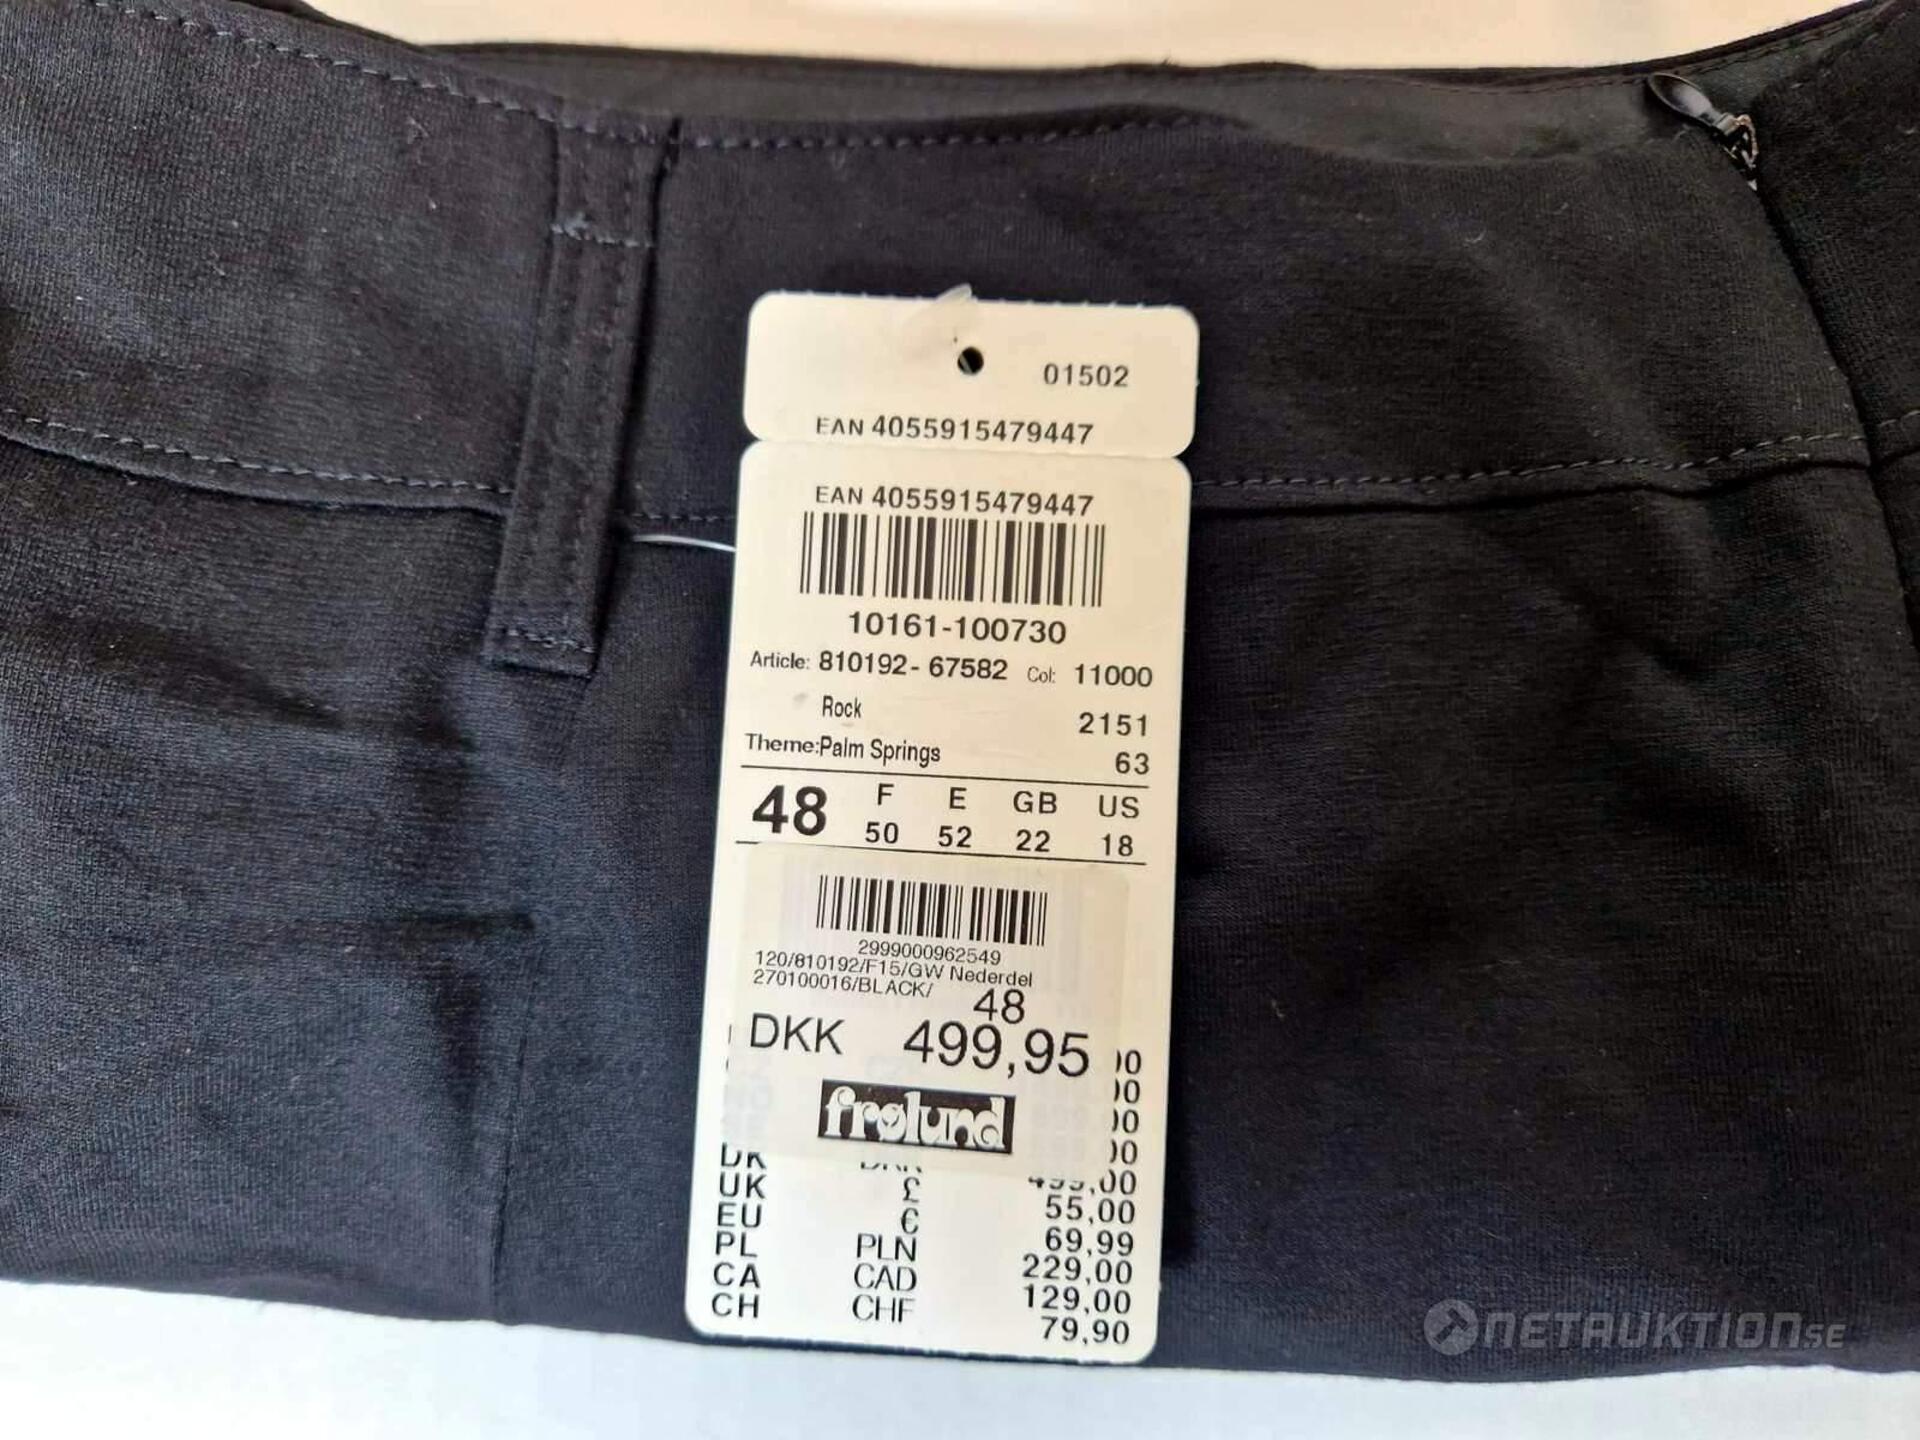 01502
EAN 4055915479447
EAN 4055915479447
10161-100730
Article: 810192- 67582 Col: 11000
Rock 2151
Theme:Palm Springs 63
48 F E GB US
50 52 22 18
2999000962549
120/810192/F15/GW Nederdel
270100016/BLACK/ 48
DKK 499,95
frølund
UK £ 55,00
EU € 69,99
PL PLN 229,00
CA CAD 129,00
CH CHF 79,90
NETAUKTION.SE